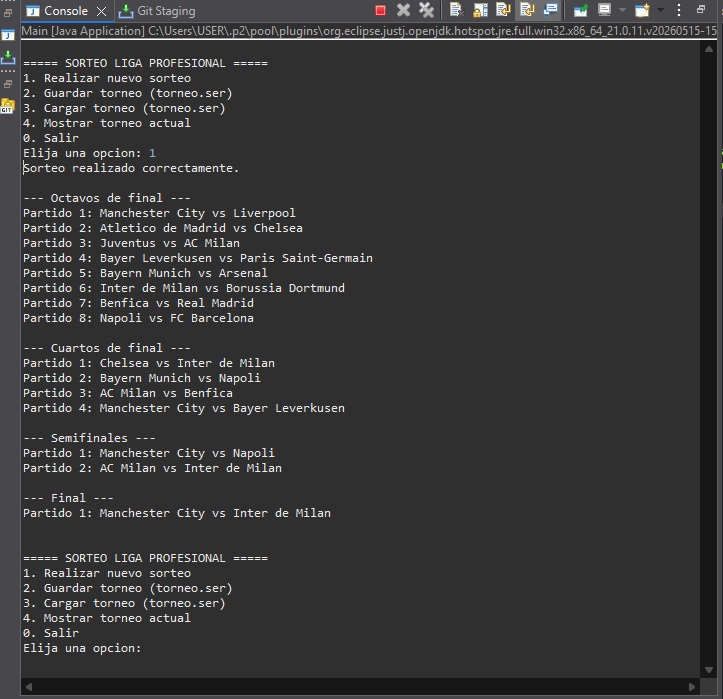 Console Git Staging
Main [Java Application] C:\Users\USER\.p2\pool\plugins\org.eclipse.justj.openjdk.hotspot.jre.full.win32.x86_64_21.0.11.v20260515-15
===== SORTEO LIGA PROFESIONAL =====
1. Realizar nuevo sorteo
2. Guardar torneo (torneo.ser)
3. Cargar torneo (torneo.ser)
4. Mostrar torneo actual
0. Salir
Elija una opcion: 1
Sorteo realizado correctamente.
--- Octavos de final ---
Partido 1: Manchester City vs Liverpool
Partido 2: Atletico de Madrid vs Chelsea
Partido 3: Juventus vs AC Milan
Partido 4: Bayer Leverkusen vs Paris Saint-Germain
Partido 5: Bayern Munich vs Arsenal
Partido 6: Inter de Milan vs Borussia Dortmund
Partido 7: Benfica vs Real Madrid
Partido 8: Napoli vs FC Barcelona
--- Cuartos de final ---
Partido 1: Chelsea vs Inter de Milan
Partido 2: Bayern Munich vs Napoli
Partido 3: AC Milan vs Benfica
Partido 4: Manchester City vs Bayer Leverkusen
--- Semifinales ---
Partido 1: Manchester City vs Napoli
Partido 2: AC Milan vs Inter de Milan
--- Final ---
Partido 1: Manchester City vs Inter de Milan
===== SORTEO LIGA PROFESIONAL =====
1. Realizar nuevo sorteo
2. Guardar torneo (torneo.ser)
3. Cargar torneo (torneo.ser)
4. Mostrar torneo actual
0. Salir
Elija una opcion: